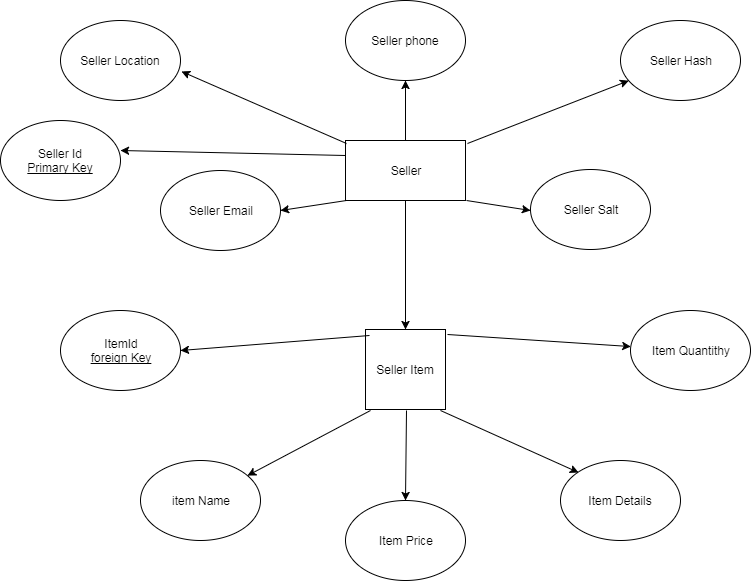 Seller phone
Seller Location
Seller Hash
Seller Id
Primary Key
Seller
Seller Email
Seller Salt
ItemId
foreign Key
Item Quantithy
Seller Item
item Name
Item Details
Item Price